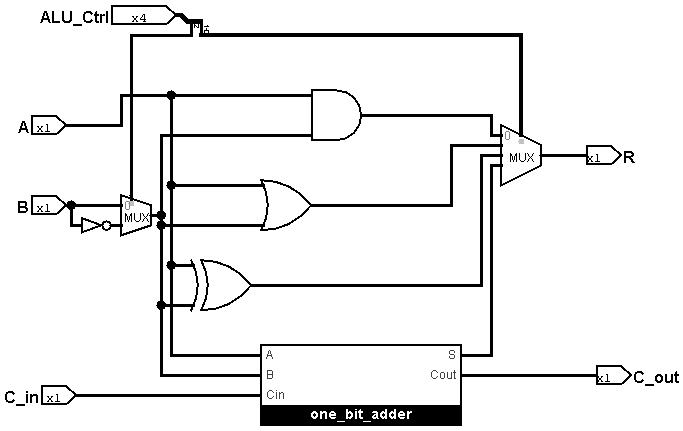 ALU_Ctrl x4
A x1
0
MUX
x1 R
B x1
0
MUX
A S
B Cout
x1 C_out
C_in x1
Cin
one_bit_adder